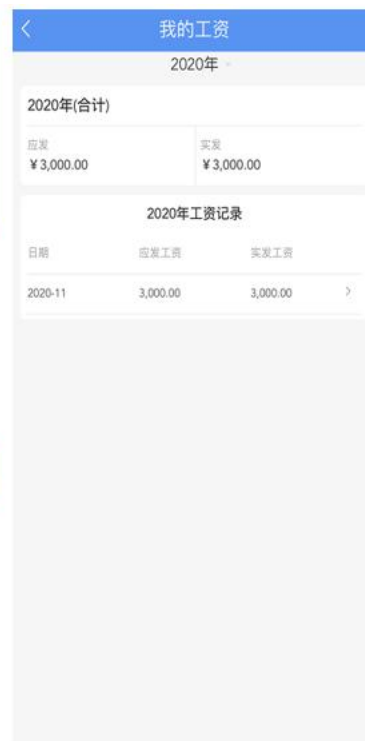 我的工资
2020年
2020年(合计)
应发 实发
¥3,000.00 ¥3,000.00
2020年工资记录
日期 应发工资 实发工资
2020-11 3,000.00 3,000.00